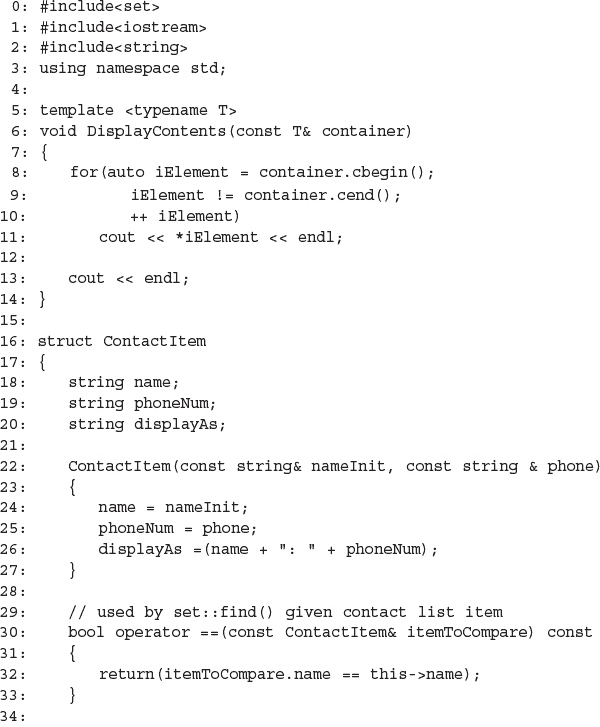 0: #include<set>
1: #include<iostream>
2: #include<string>
3: using namespace std;
4:
5: template <typename T>
6: void DisplayContents(const T& container)
7: {
8: for(auto iElement = container.cbegin();
9: iElement != container.cend();
10: ++ iElement)
11: cout << *iElement << endl;
12:
13: cout << endl;
14: }
15:
16: struct ContactItem
17: {
18: string name;
19: string phoneNum;
20: string displayAs;
21:
22: ContactItem(const string& nameInit, const string & phone)
23: {
24: name = nameInit;
25: phoneNum = phone;
26: displayAs =(name + ": " + phoneNum);
27: }
28:
29: // used by set::find() given contact list item
30: bool operator ==(const ContactItem& itemToCompare) const
31: {
32: return(itemToCompare.name == this->name);
33: }
34: